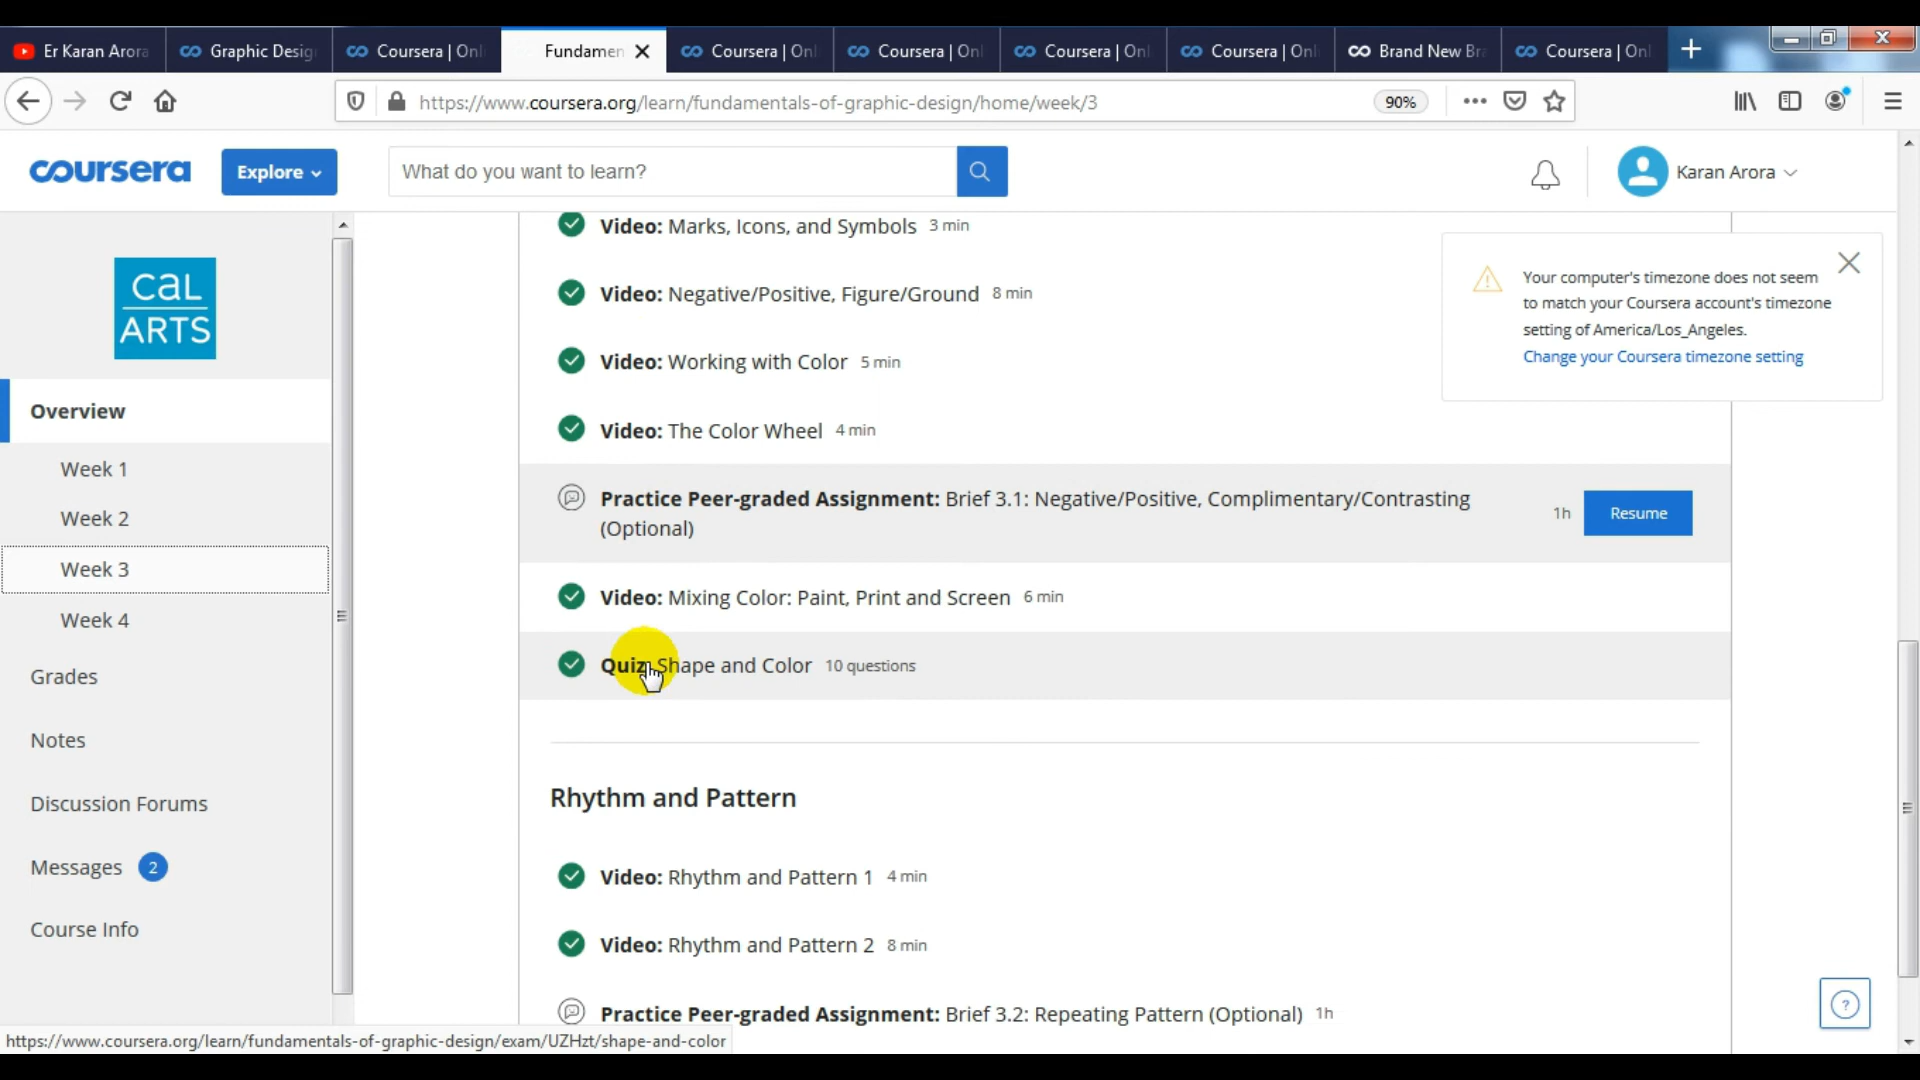 Er Karan Arora
Graphic Desig
Coursera | Onl
Fundamen
Coursera | Onl
Coursera | Onl
Coursera | Onl
Coursera | Onl
Brand New Bra
Coursera | Onl
https://www.coursera.org/learn/fundamentals-of-graphic-design/home/week/3
90%
coursera
Explore
What do you want to learn?
Karan Arora
CaL
ARTS
Overview
Week 1
Week 2
Week 3
Week 4
Grades
Notes
Discussion Forums
Messages 2
Course Info
Video: Marks, Icons, and Symbols 3 min
Video: Negative/Positive, Figure/Ground 8 min
Video: Working with Color 5 min
Video: The Color Wheel 4 min
Practice Peer-graded Assignment: Brief 3.1: Negative/Positive, Complimentary/Contrasting
(Optional)
1h
Resume
Video: Mixing Color: Paint, Print and Screen 6 min
Quiz: Shape and Color 10 questions
Rhythm and Pattern
Video: Rhythm and Pattern 1 4 min
Video: Rhythm and Pattern 2 8 min
Practice Peer-graded Assignment: Brief 3.2: Repeating Pattern (Optional) 1h
Your computer's timezone does not seem
to match your Coursera account's timezone
setting of America/Los_Angeles.
Change your Coursera timezone setting
?
https://www.coursera.org/learn/fundamentals-of-graphic-design/exam/UZHzt/shape-and-color